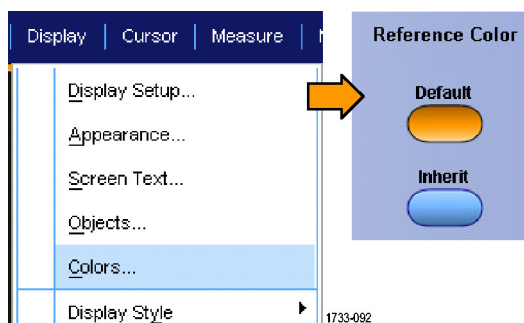 Display Cursor Measure
Display Setup...
Appearance...
Screen Text...
Objects...
Colors...
Display Style
Reference Color
Default
Inherit
1733-092